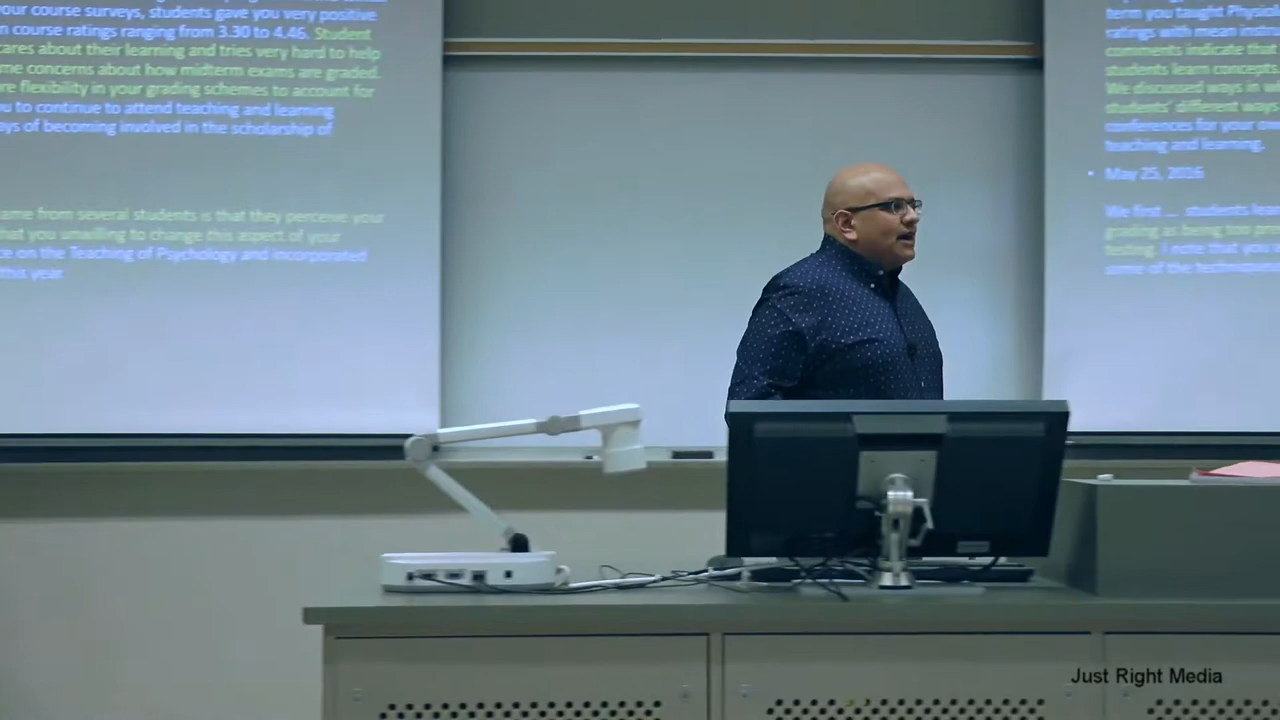 your course surveys, students gave you very positive
n course ratings ranging from 3.30 to 4.46. Student
cares about their learning and tries very hard to help
me concerns about how midterm exams are graded.
re flexibility in your grading schemes to account for
u to continue to attend teaching and learning
ays of becoming involved in the scholarship of
ame from several students is that they perceive your
that you unwilling to change this aspect of your
ce on the Teaching of Psychology and incorporated
this year
term you taught Physiol
ratings with mean
comments indicate that
students learn concepts.
We discussed ways in
students' different ways
conferences for your
teaching and learning.
• May 25, 2016
We first ... students
grading as being too
testing. I note that you
some of the
Just Right Media